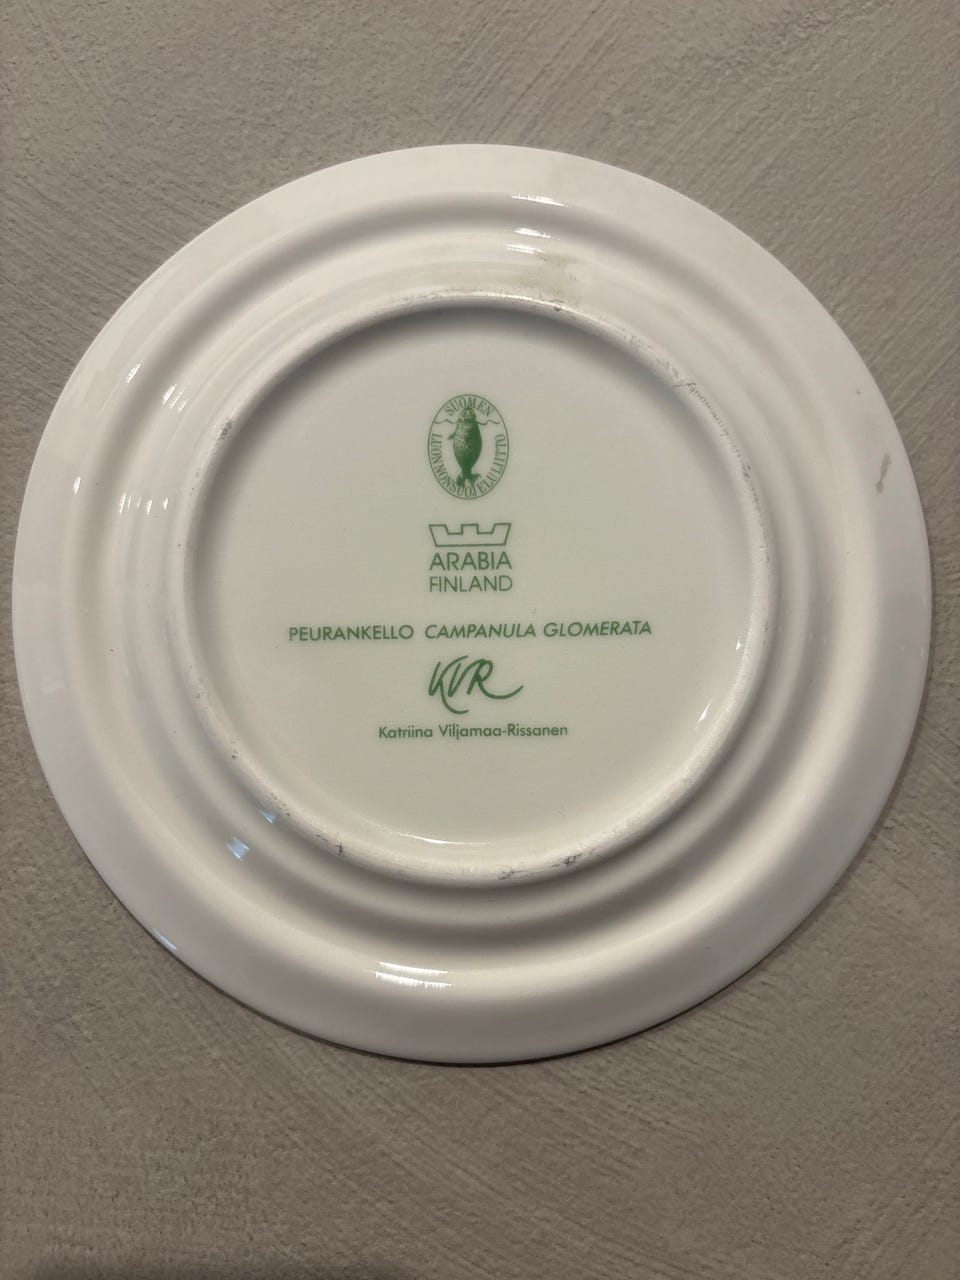 SUOMEN
LUONNONSUOJELULIITTO
ARABIA
FINLAND
PEURANKELLO CAMPANULA GLOMERATA
KVR
Katriina Viljamaa-Rissanen